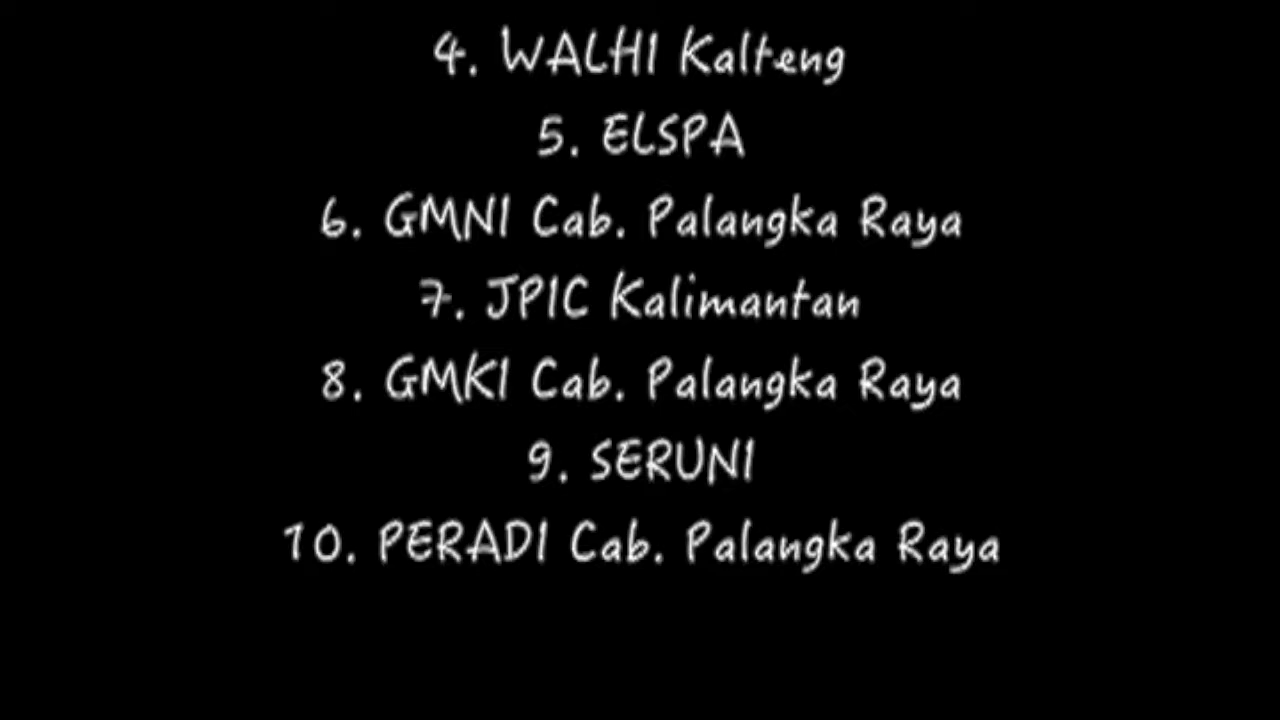 4. WALHI Kalteng
5. ELSPA
6. GMNI Cab. Palangka Raya
7. JPIC Kalimantan
8. GMKI Cab. Palangka Raya
9. SERUNI
10. PERADI Cab. Palangka Raya